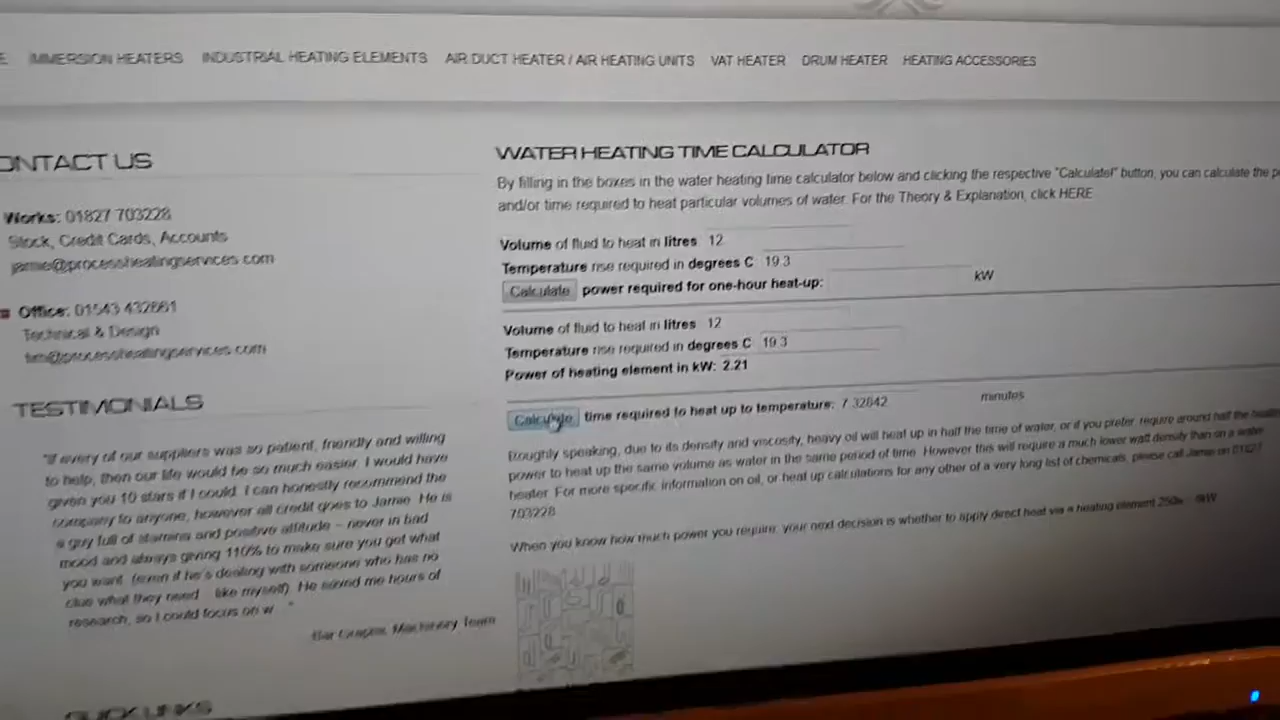 IMMERSION HEATERS INDUSTRIAL HEATING ELEMENTS AIR DUCT HEATER / AIR HEATING UNITS VAT HEATER DRUM HEATER HEATING ACCESSORIES
ONTACT US
Works: 01827 703228
Stock, Credit Cards, Accounts
jamie@processheatingservices.com
Office: 01543 432661
Technical & Design
tim@processheatingservices.com
TESTIMONIALS
"If every of our suppliers was so patient, friendly and willing
to help, then our life would be so much easier. I would have
given you 10 stars if I could. I can honestly recommend the
company to anyone, however all credit goes to Jamie. He is
a guy full of stamina and positive attitude – never in bad
mood and always giving 110% to make sure you get what
you want (even if he's dealing with someone who has no
clue what they need like myself). He saved me hours of
research, so I could focus on w "
Machinery Team
QUICK LINKS
WATER HEATING TIME CALCULATOR
By filling in the boxes in the water heating time calculator below and clicking the respective "Calculate!" button, you can calculate the
and/or time required to heat particular volumes of water. For the Theory & Explanation, click HERE
Volume of fluid to heat in litres 12
Temperature rise required in degrees C 19.3
Calculate power required for one-hour heat-up: kW
Volume of fluid to heat in litres 12
Temperature rise required in degrees C 19.3
Power of heating element in kW: 2.21
Calculate time required to heat up to temperature: 7.32842 minutes
Roughly speaking, due to its density and viscosity, heavy oil will heat up in half the time of water, or if you prefer, require around half the
power to heat up the same volume as water in the same period of time. However this will require a much lower watt density than on a water
heater. For more specific information on oil, or heat up calculations for any other of a very long list of chemicals, please call Jamie on 01827
703228
When you know how much power you require, your next decision is whether to apply direct heat via a heating element 250w - 9kW